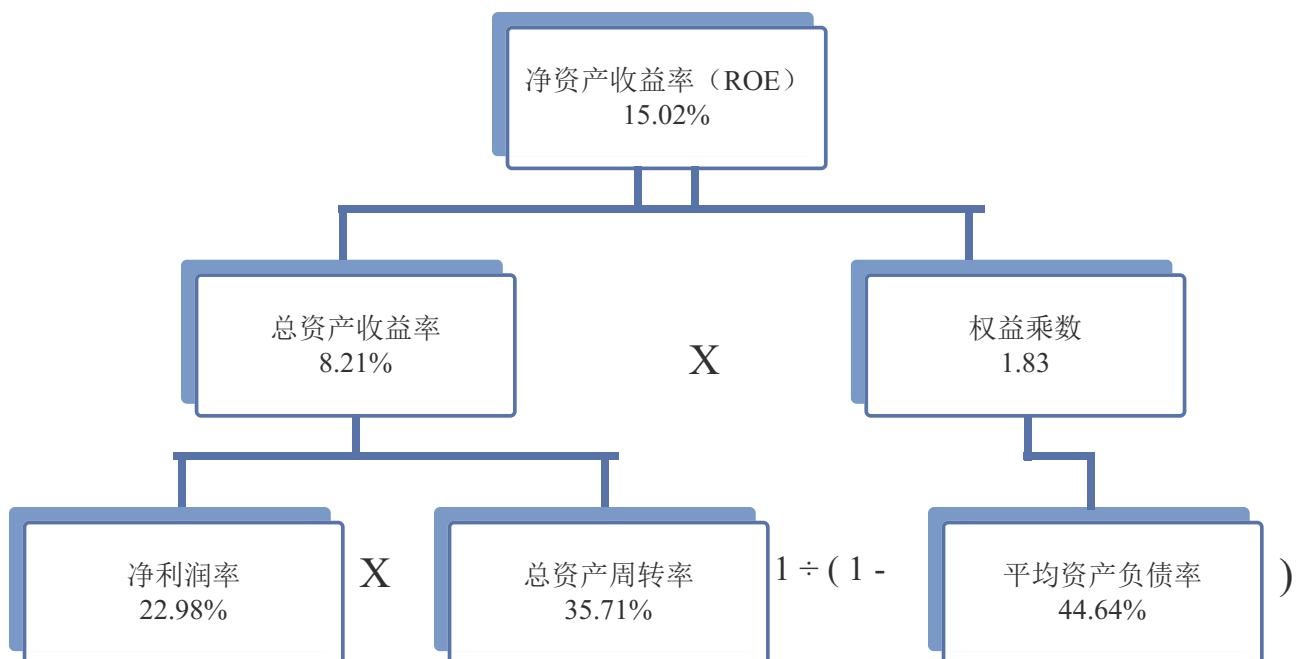 净资产收益率（ROE）
15.02%
总资产收益率
8.21%
X
权益乘数
1.83
净利润率
22.98%
X
总资产周转率
35.71%
1 ÷ ( 1 -
平均资产负债率
44.64%
)